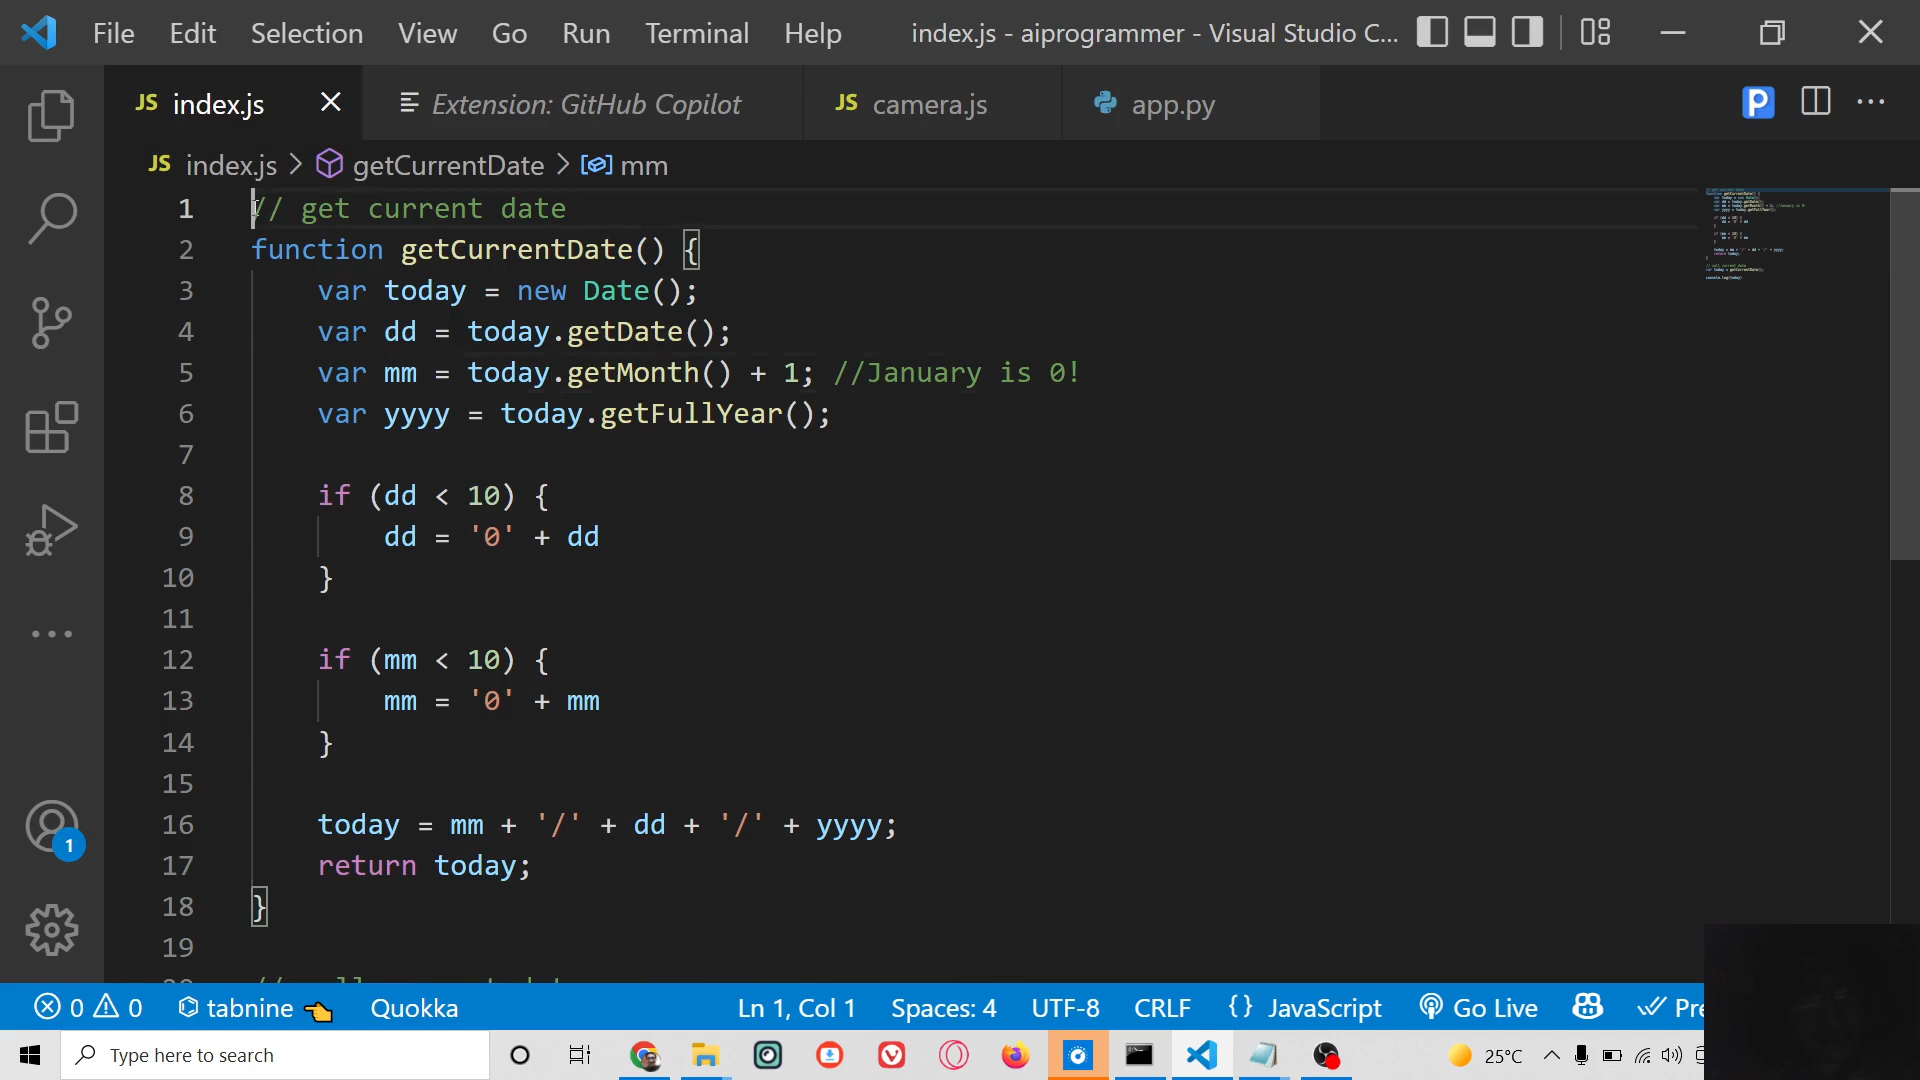 File Edit Selection View Go Run Terminal Help index.js - aiprogrammer - Visual Studio C...
JS index.js Extension: GitHub Copilot JS camera.js app.py
JS index.js > getCurrentDate > mm
1 // get current date
2 function getCurrentDate() {
3 var today = new Date();
4 var dd = today.getDate();
5 var mm = today.getMonth() + 1; //January is 0!
6 var yyyy = today.getFullYear();
7
8 if (dd < 10) {
9 dd = '0' + dd
10 }
11
12 if (mm < 10) {
13 mm = '0' + mm
14 }
15
16 today = mm + '/' + dd + '/' + yyyy;
17 return today;
18 }
19
1
0 0 tabnine Quokka Ln 1, Col 1 Spaces: 4 UTF-8 CRLF {} JavaScript Go Live Pre
Type here to search 25°C